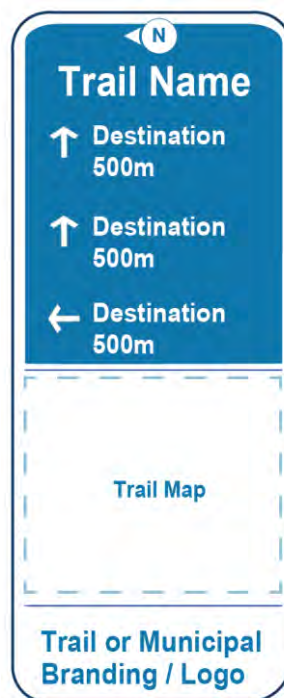 N
Trail Name
Destination
500m
Destination
500m
Destination
500m
Trail Map
Trail or Municipal
Branding / Logo